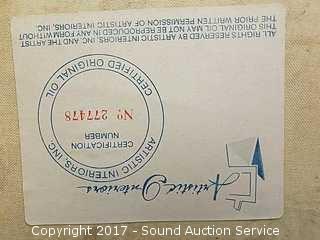 Artistic Interiors
ARTISTIC INTERIORS, INC.
CERTIFIED ORIGINAL OIL
CERTIFICATION
NUMBER
No 277478
ALL RIGHTS RESERVED BY ARTISTIC INTERIORS, INC. AND THE ARTIST
THIS ORIGINAL OIL MAY NOT BE REPRODUCED IN ANY FORM WITHOUT
THE PRIOR WRITTEN PERMISSION OF ARTISTIC INTERIORS, INC.
Copyright 2017 - Sound Auction Service